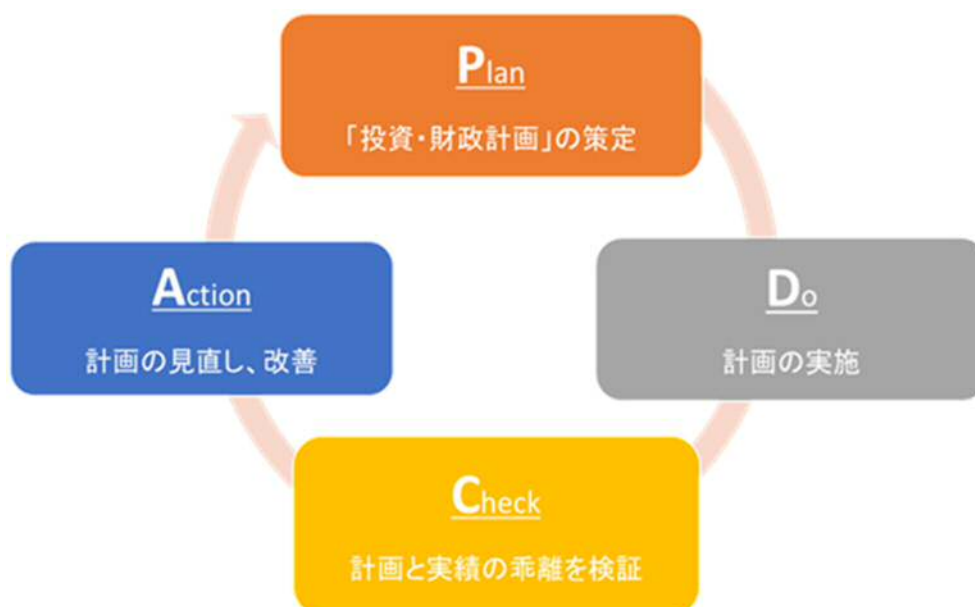 Plan
「投資・財政計画」の策定
Action
計画の見直し、改善
Do
計画の実施
Check
計画と実績の乖離を検証